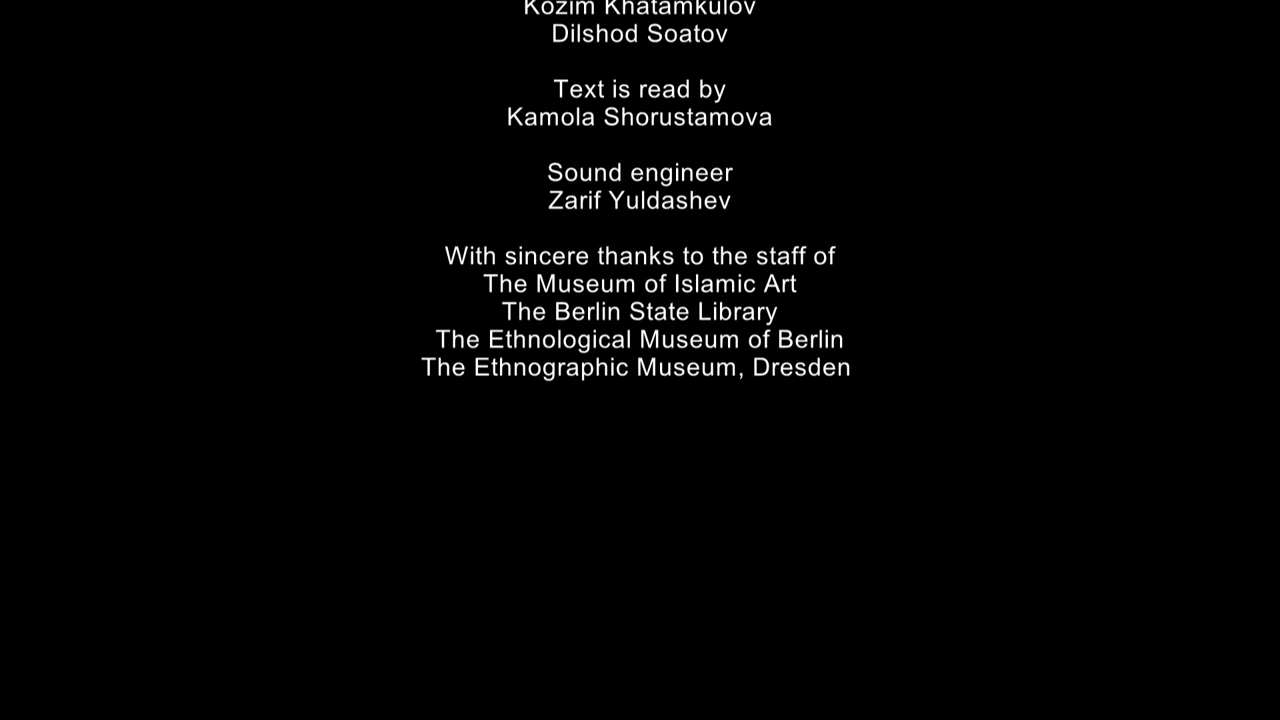 Kozim Khatamkulov
Dilshod Soatov
Text is read by
Kamola Shorustamova
Sound engineer
Zarif Yuldashev
With sincere thanks to the staff of
The Museum of Islamic Art
The Berlin State Library
The Ethnological Museum of Berlin
The Ethnographic Museum, Dresden